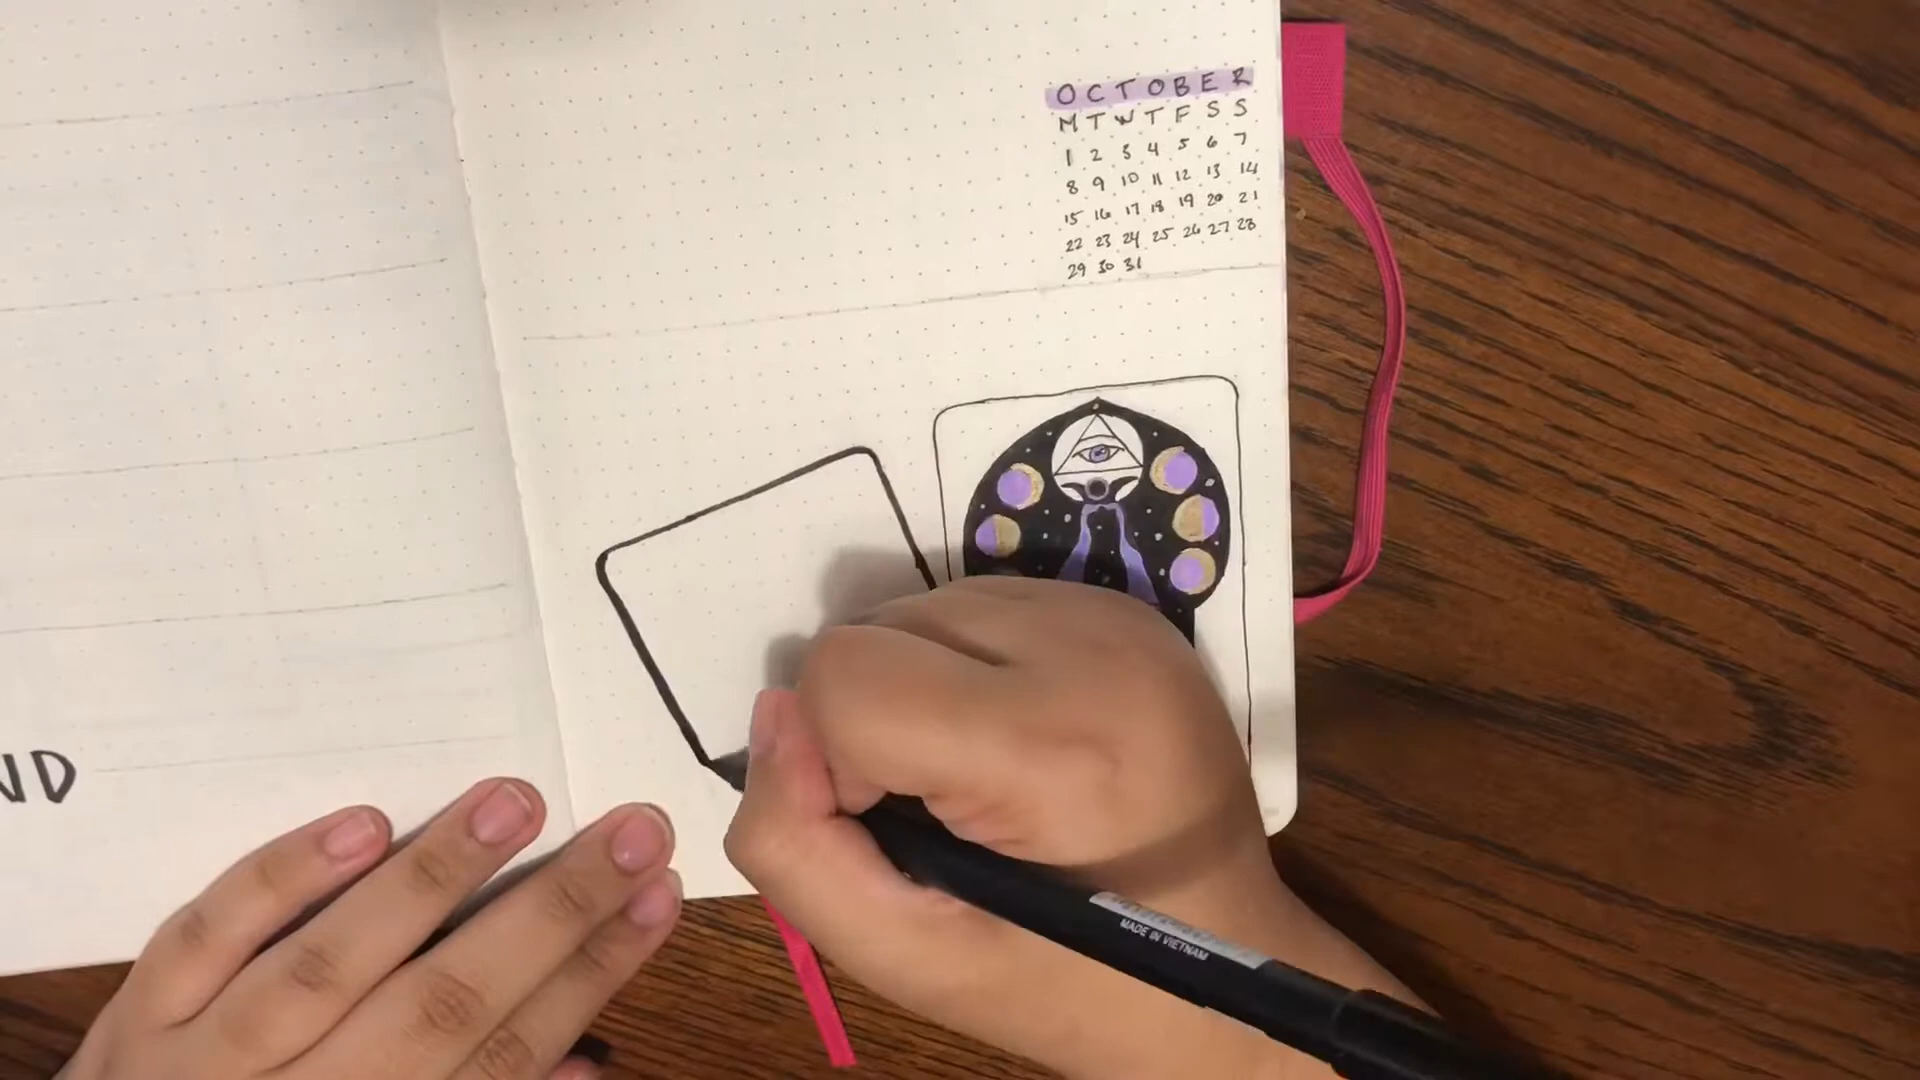 OCTOBER
M T W T F S S
1 2 3 4 5 6 7
8 9 10 11 12 13 14
15 16 17 18 19 20 21
22 23 24 25 26 27 28
29 30 31
ND
MADE IN VIETNAM